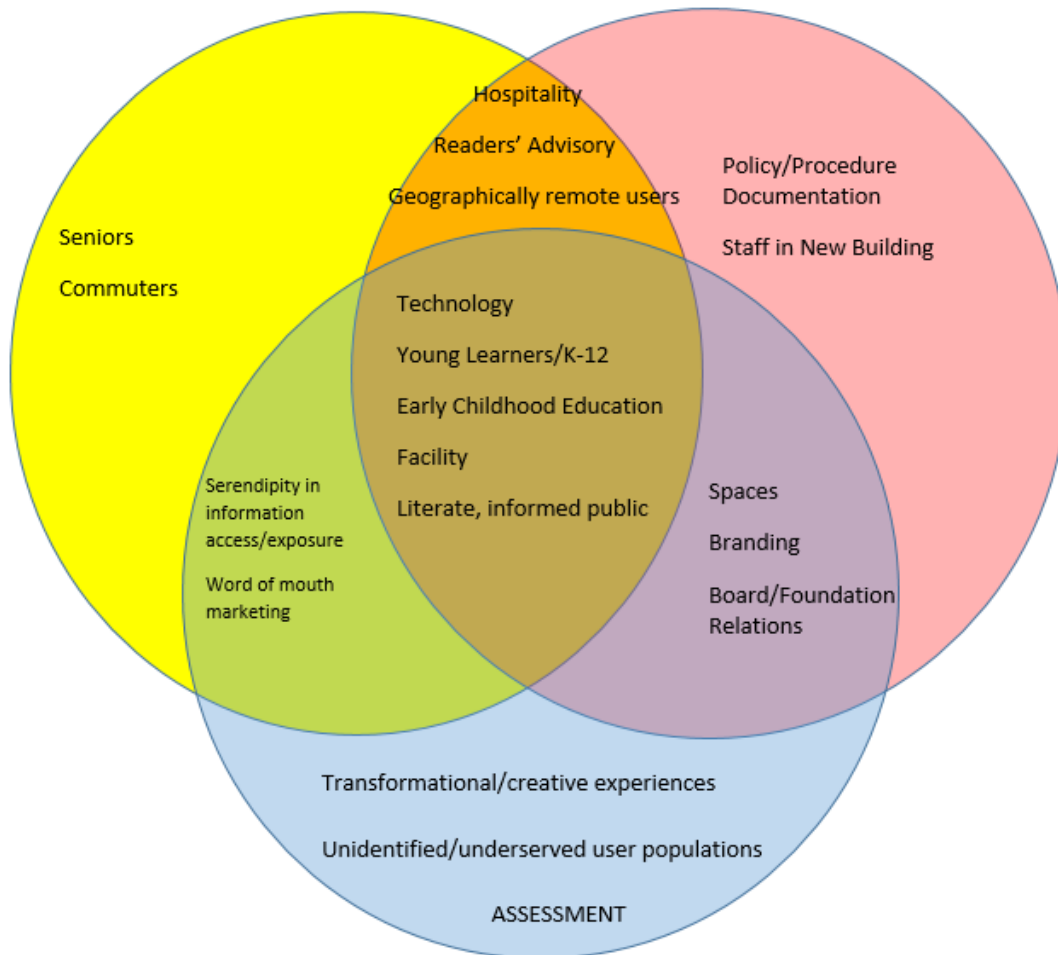 Hospitality
Readers’ Advisory
Geographically remote users
Policy/Procedure
Documentation
Staff in New Building
Seniors
Commuters
Technology
Young Learners/K-12
Early Childhood Education
Facility
Literate, informed public
Serendipity in
information
access/exposure
Word of mouth
marketing
Spaces
Branding
Board/Foundation
Relations
Transformational/creative experiences
Unidentified/underserved user populations
ASSESSMENT